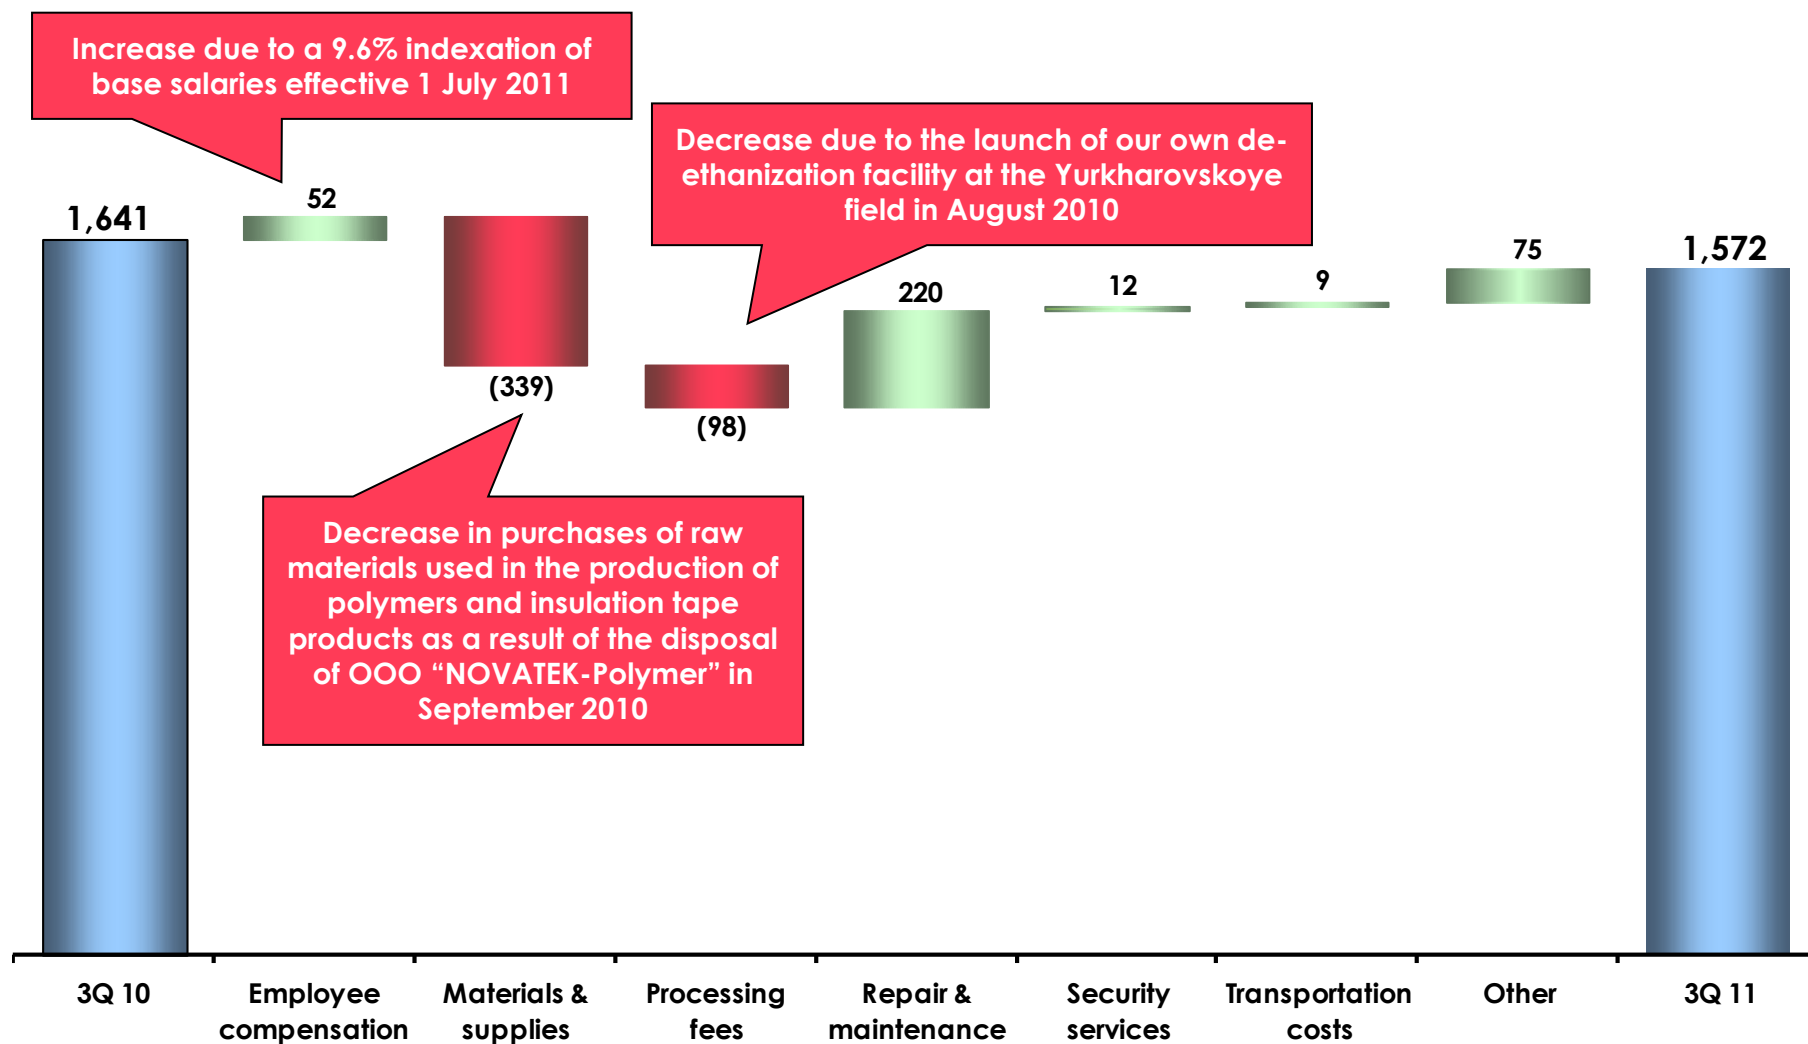 Increase due to a 9.6% indexation of
base salaries effective 1 July 2011
Decrease due to the launch of our own de-
ethanization facility at the Yurkharovskoye
field in August 2010
1,641
52
(339)
(98)
220
12
9
75
1,572
Decrease in purchases of raw
materials used in the production of
polymers and insulation tape
products as a result of the disposal
of OOO “NOVATEK-Polymer” in
September 2010
3Q 10
Employee
compensation
Materials &
supplies
Processing
fees
Repair &
maintenance
Security
services
Transportation
costs
Other
3Q 11